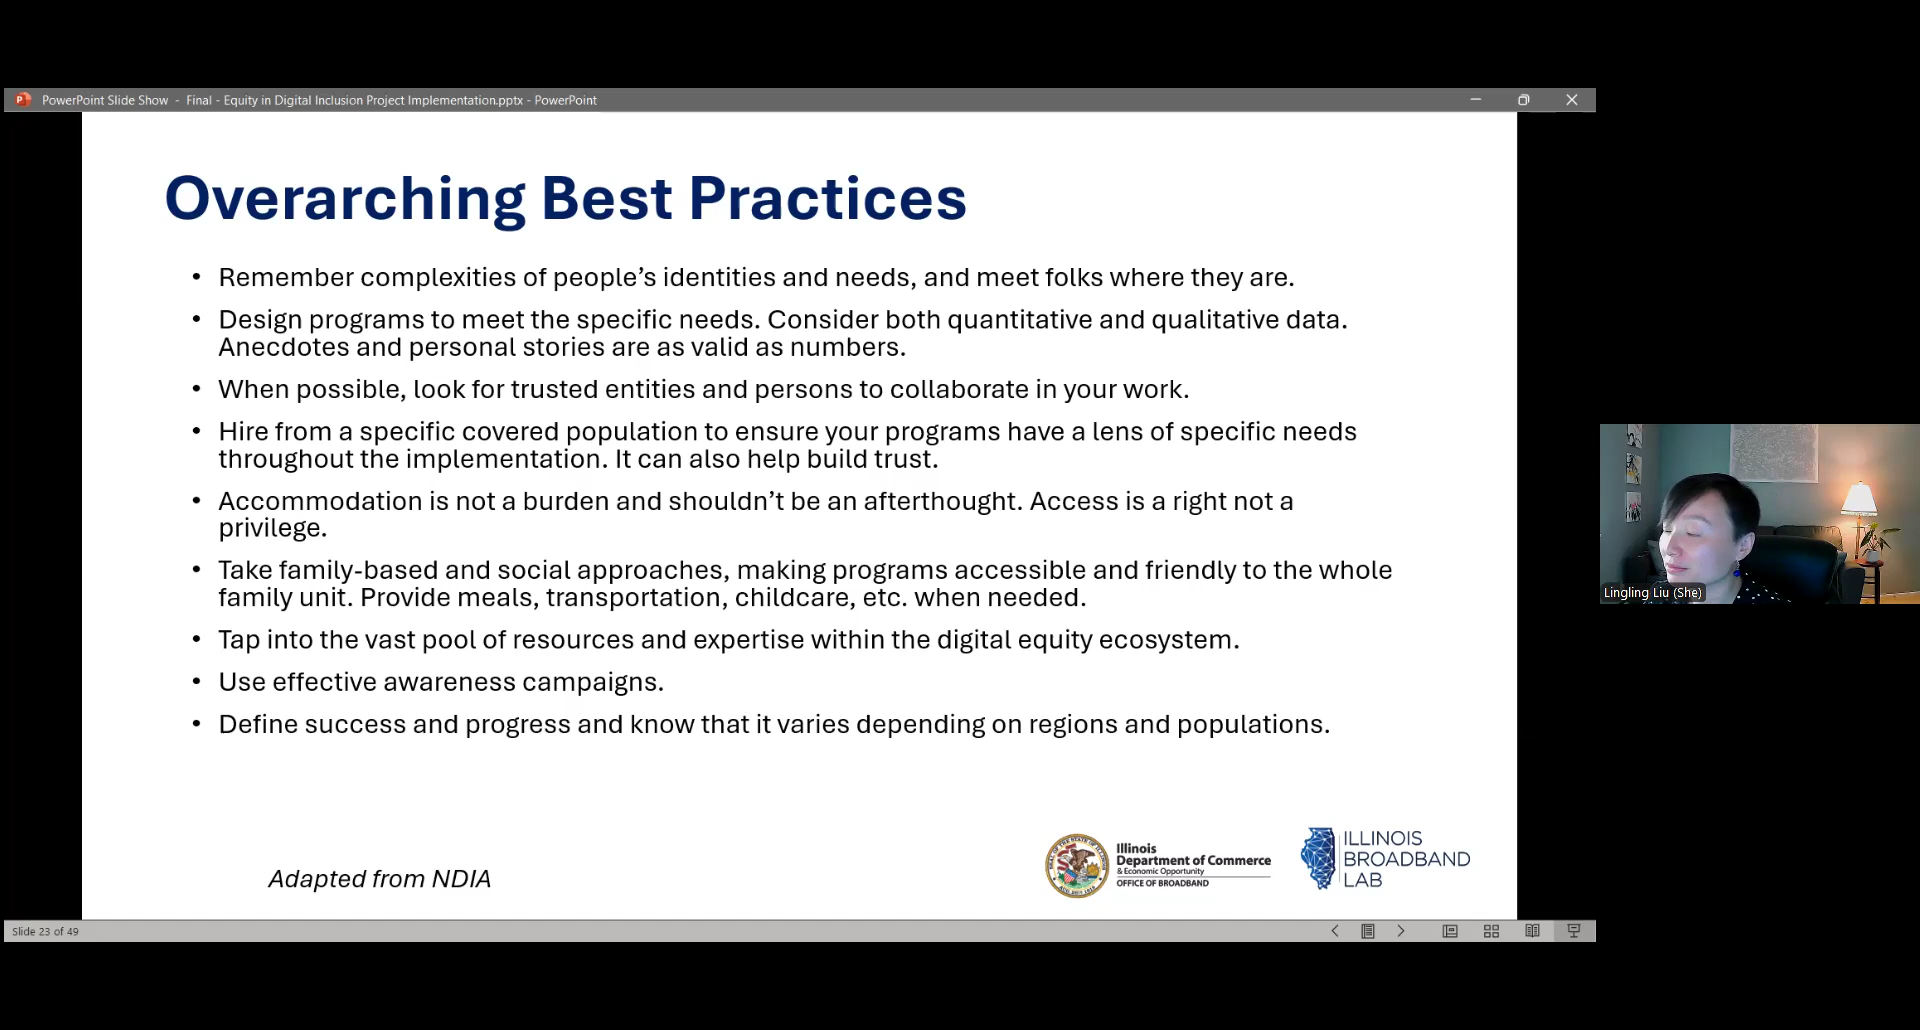 PowerPoint Slide Show - Final - Equity in Digital Inclusion Project Implementation.pptx - PowerPoint
Overarching Best Practices
• Remember complexities of people’s identities and needs, and meet folks where they are.
• Design programs to meet the specific needs. Consider both quantitative and qualitative data.
Anecdotes and personal stories are as valid as numbers.
• When possible, look for trusted entities and persons to collaborate in your work.
• Hire from a specific covered population to ensure your programs have a lens of specific needs
throughout the implementation. It can also help build trust.
• Accommodation is not a burden and shouldn’t be an afterthought. Access is a right not a
privilege.
• Take family-based and social approaches, making programs accessible and friendly to the whole
family unit. Provide meals, transportation, childcare, etc. when needed.
• Tap into the vast pool of resources and expertise within the digital equity ecosystem.
• Use effective awareness campaigns.
• Define success and progress and know that it varies depending on regions and populations.
Adapted from NDIA
Illinois
Department of Commerce
& Economic Opportunity
OFFICE OF BROADBAND
ILLINOIS
BROADBAND
LAB
Slide 23 of 49
Lingling Liu (She)